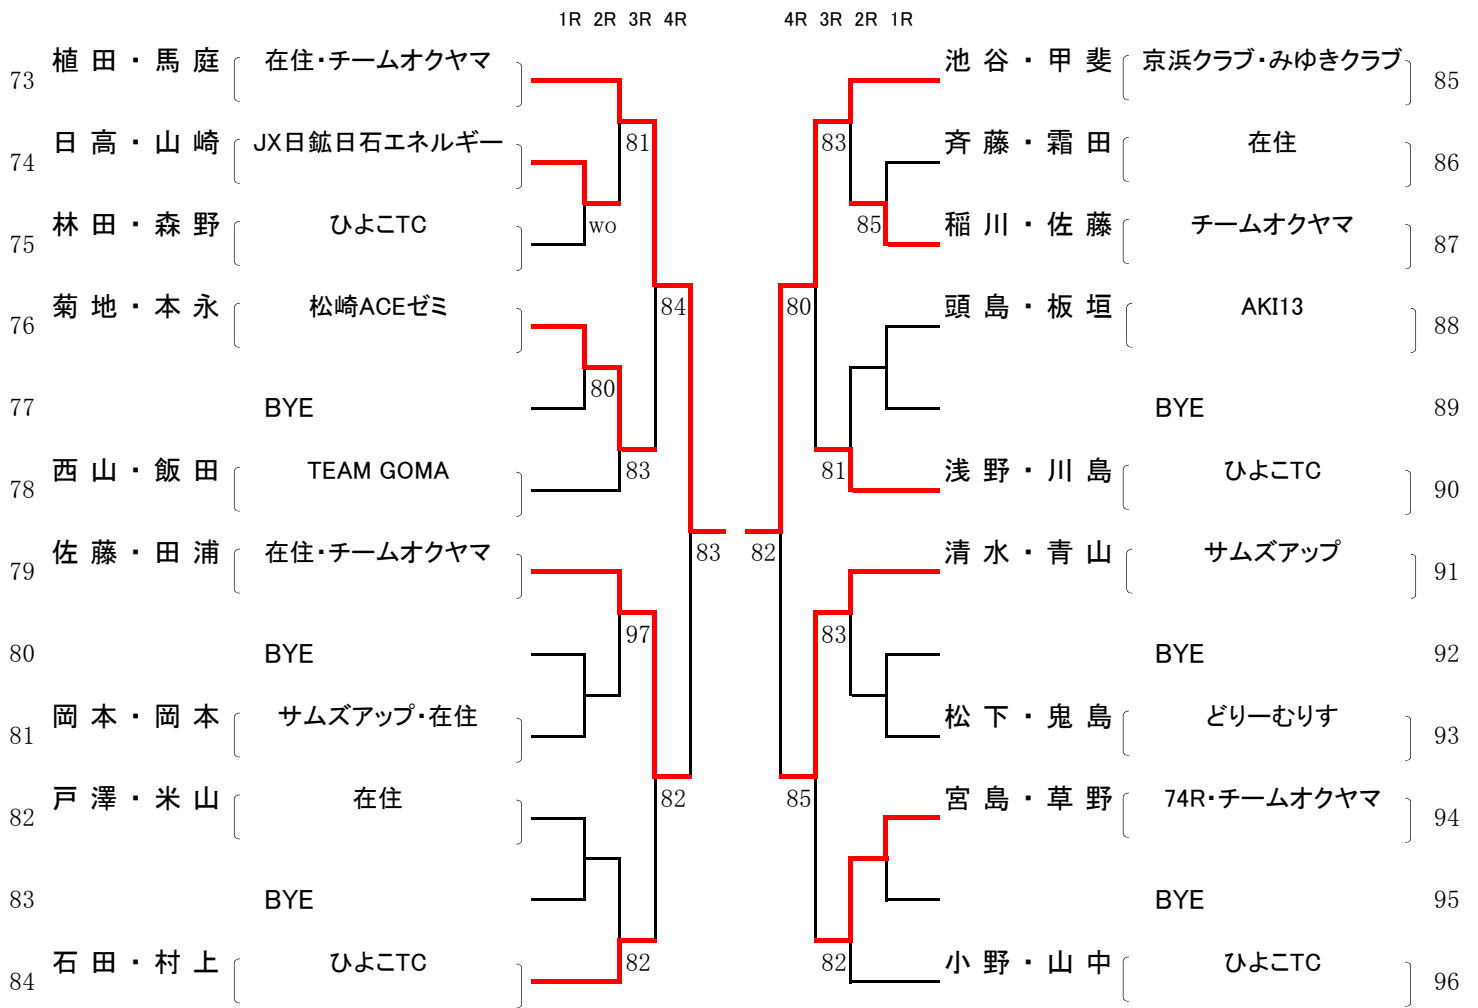 1R 2R 3R 4R
4R 3R 2R 1R
73 植田・馬庭 在住・チームオクヤマ
74 日高・山崎 JX日鉱日石エネルギー
81
75 林田・森野 ひよこTC
wo
76 菊地・本永 松崎ACEゼミ
84
77 BYE
80
78 西山・飯田 TEAM GOMA
83
79 佐藤・田浦 在住・チームオクヤマ
83
80 BYE
97
81 岡本・岡本 サムズアップ・在住
82 戸澤・米山 在住
82
83 BYE
84 石田・村上 ひよこTC
82
池谷・甲斐 京浜クラブ・みゆきクラブ 85
83
斉藤・霜田 在住 86
85
稲川・佐藤 チームオクヤマ 87
80
頭島・板垣 AKI13 88
BYE 89
81
浅野・川島 ひよこTC 90
82
清水・青山 サムズアップ 91
83
BYE 92
松下・鬼島 どりーむりす 93
85
宮島・草野 74R・チームオクヤマ 94
BYE 95
82
小野・山中 ひよこTC 96